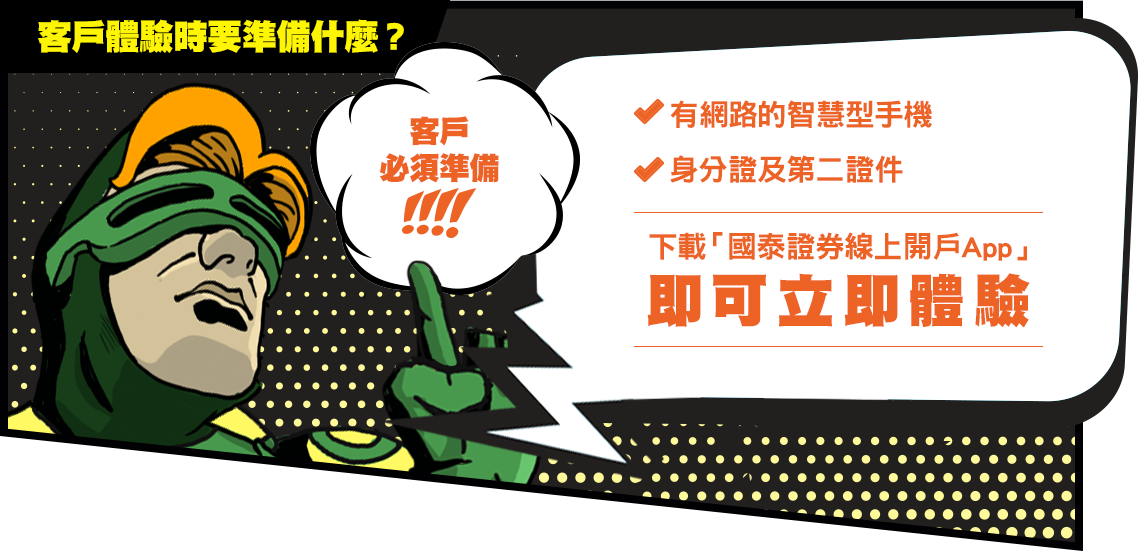 客戶體驗時要準備什麼？
客戶
必須準備
!!!!
有網路的智慧型手機
身分證及第二證件
下載「國泰證券線上開戶App」
即可立即體驗